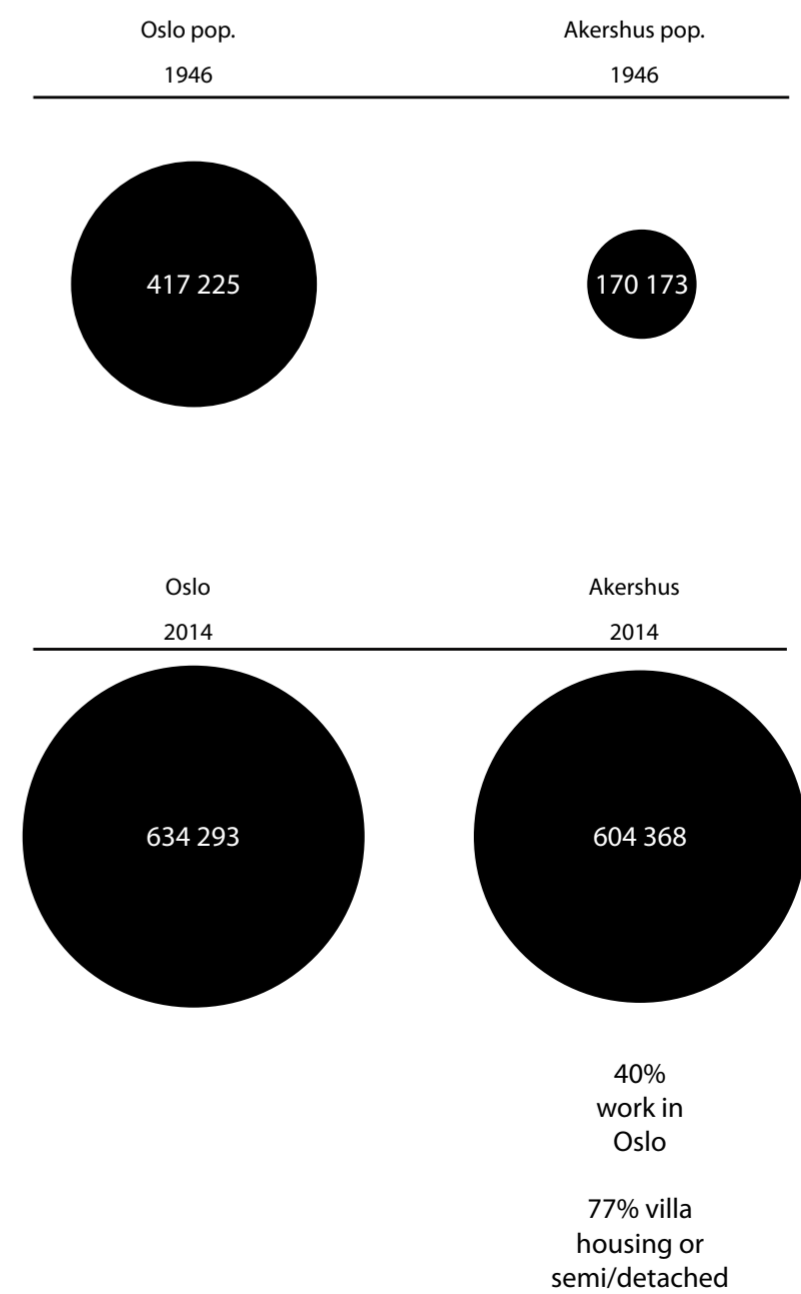 Oslo pop.
1946
Akershus pop.
1946
417 225
170 173
Oslo
2014
Akershus
2014
634 293
604 368
40%
work in
Oslo
77% villa
housing or
semi/detached